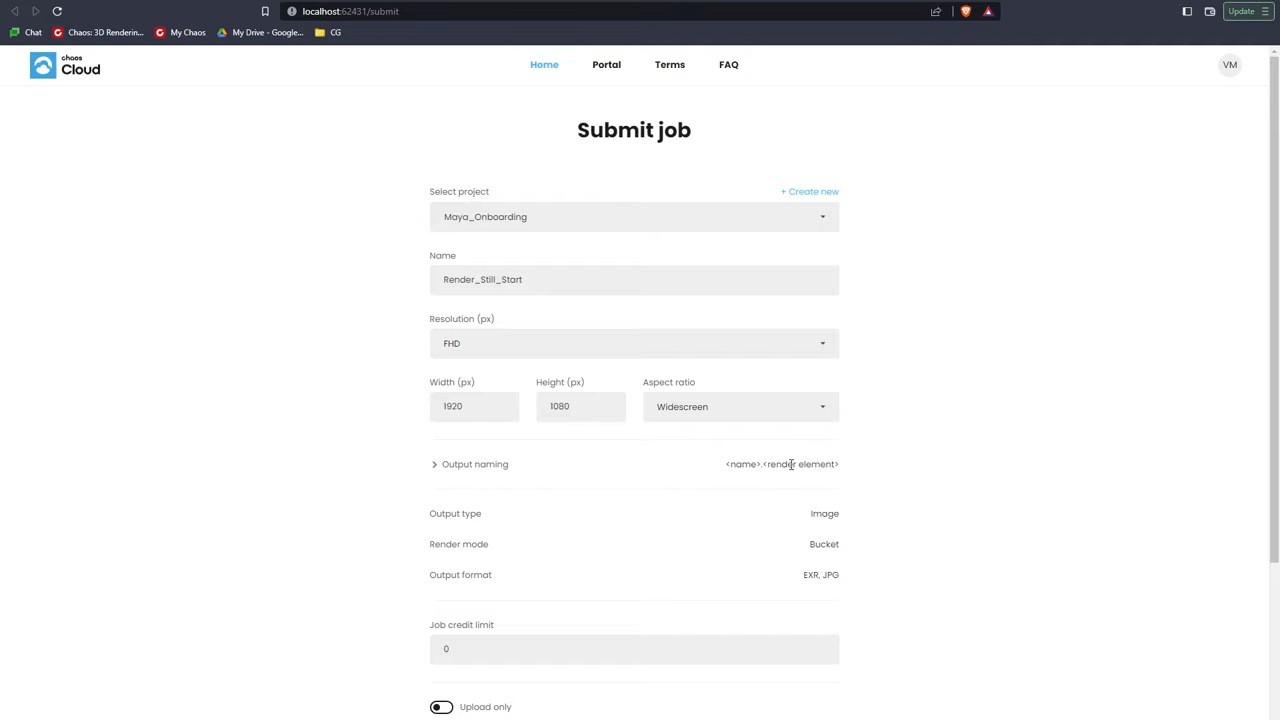 localhost:62431/submit
Update
Chat
Chaos: 3D Renderin...
My Chaos
My Drive - Google...
CG
chaos
Cloud
Home
Portal
Terms
FAQ
VM
Submit job
Select project
+ Create new
Maya_Onboarding
Name
Render_Still_Start
Resolution (px)
FHD
Width (px)
Height (px)
Aspect ratio
1920
1080
Widescreen
Output naming
<name>.<render element>
Output type
Image
Render mode
Bucket
Output format
EXR, JPG
Job credit limit
0
Upload only